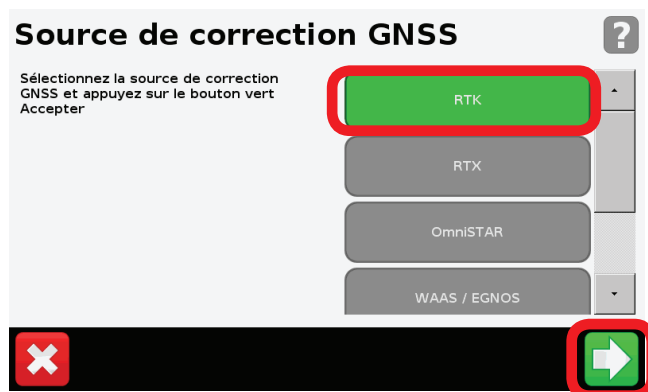 Source de correction GNSS
?
Sélectionnez la source de correction
GNSS et appuyez sur le bouton vert
Accepter
RTK
RTX
OmniSTAR
WAAS / EGNOS